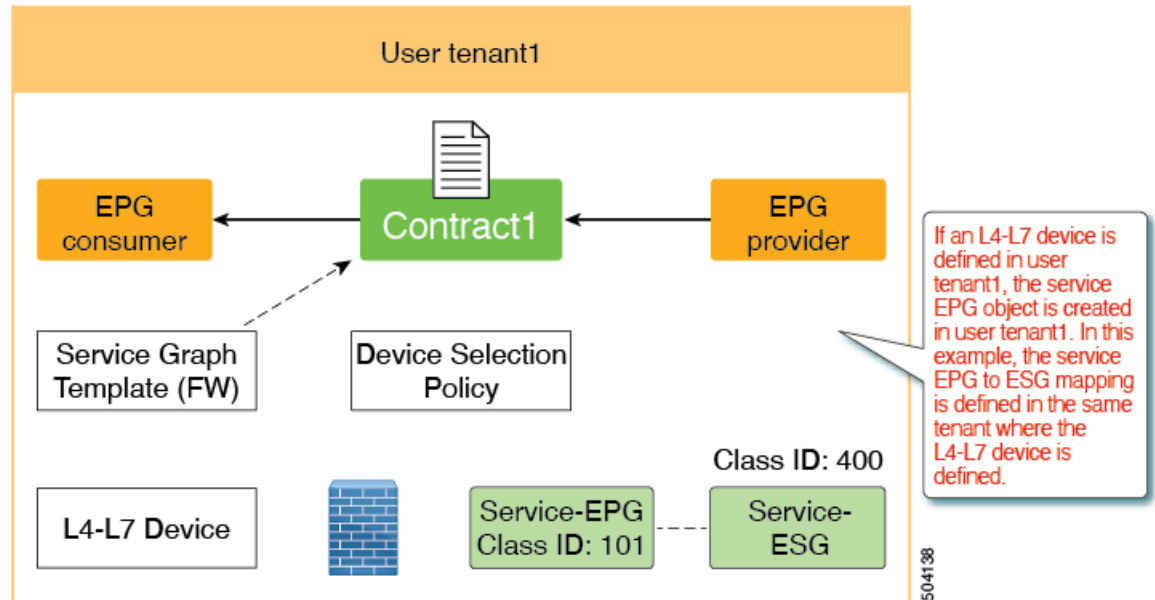 User tenant1
EPG
consumer
Contract1
EPG
provider
If an L4-L7 device is
defined in user
tenant1, the service
EPG object is created
in user tenant1. In this
example, the service
EPG to ESG mapping
is defined in the same
tenant where the
L4-L7 device is
defined.
Service Graph
Template (FW)
Device Selection
Policy
Class ID: 400
L4-L7 Device
Service-EPG
Class ID: 101
Service-
ESG
504138